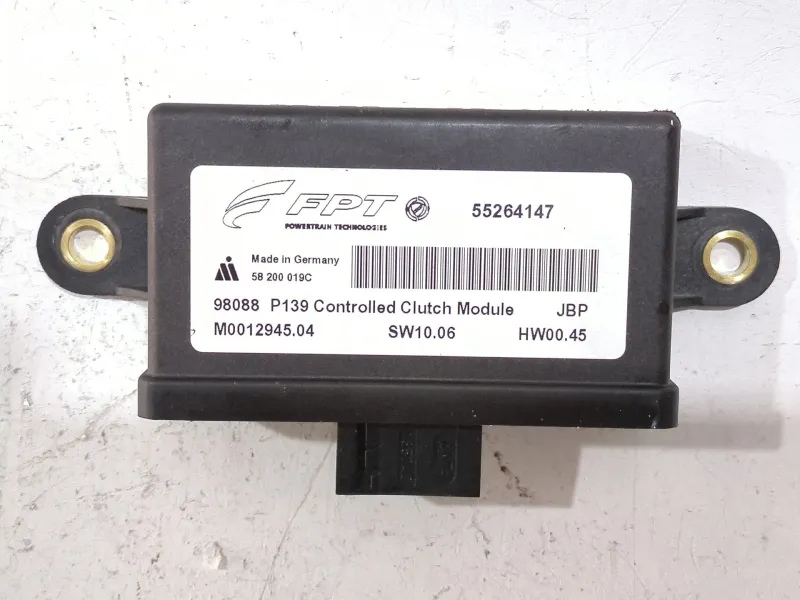 FPT 55264147
POWERTRAIN TECHNOLOGIES
Made in Germany
58 200 019C
98088 P139 Controlled Clutch Module JBP
M0012945.04 SW10.06 HW00.45